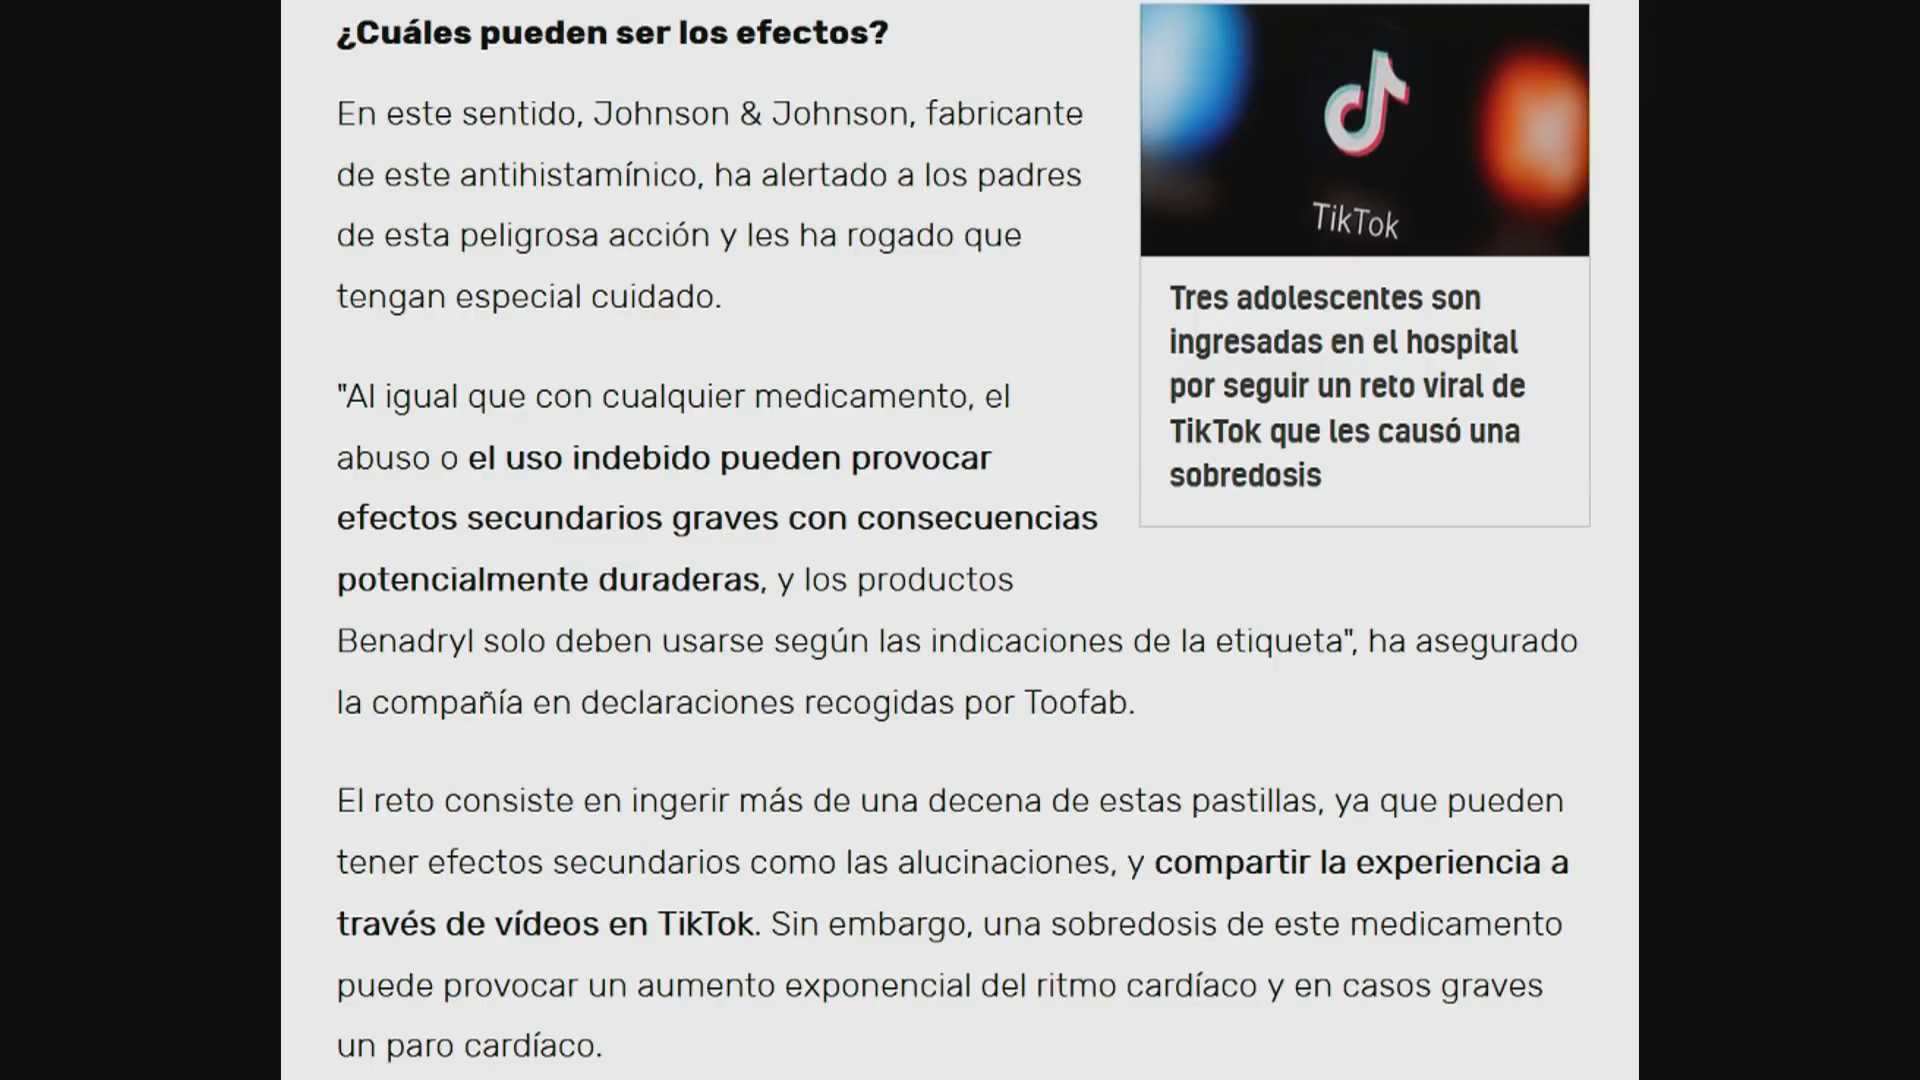 ¿Cuáles pueden ser los efectos?
En este sentido, Johnson & Johnson, fabricante
de este antihistamínico, ha alertado a los padres
de esta peligrosa acción y les ha rogado que
tengan especial cuidado.
"Al igual que con cualquier medicamento, el
abuso o el uso indebido pueden provocar
efectos secundarios graves con consecuencias
potencialmente duraderas, y los productos
Benadryl solo deben usarse según las indicaciones de la etiqueta", ha asegurado
la compañía en declaraciones recogidas por Toofab.
El reto consiste en ingerir más de una decena de estas pastillas, ya que pueden
tener efectos secundarios como las alucinaciones, y compartir la experiencia a
través de vídeos en TikTok. Sin embargo, una sobredosis de este medicamento
puede provocar un aumento exponencial del ritmo cardíaco y en casos graves
un paro cardíaco.
TikTok
Tres adolescentes son
ingresadas en el hospital
por seguir un reto viral de
TikTok que les causó una
sobredosis